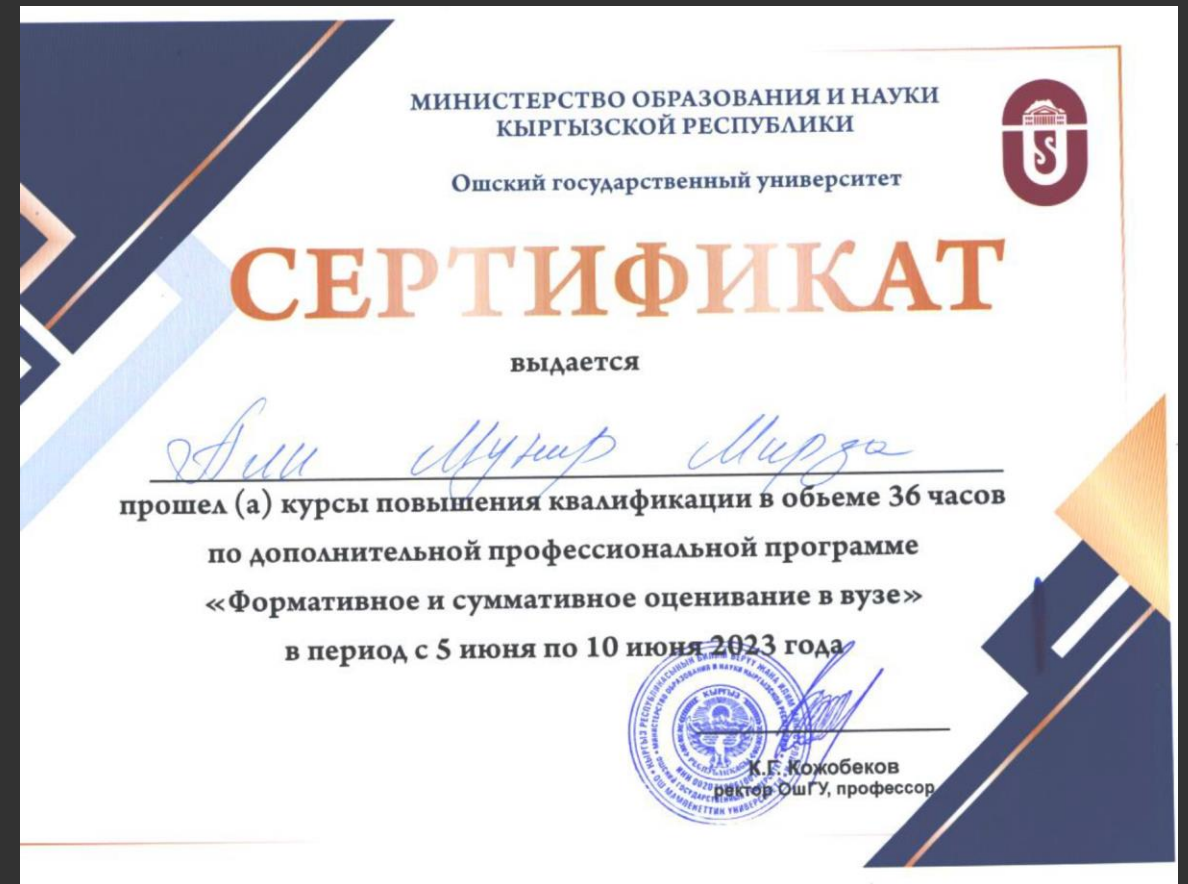 МИНИСТЕРСТВО ОБРАЗОВАНИЯ И НАУКИ
КЫРГЫЗСКОЙ РЕСПУБЛИКИ
Ошский государственный университет
СЕРТИФИКАТ
выдается
Али Мунир Мирза
прошел (а) курсы повышения квалификации в обьеме 36 часов
по дополнительной профессиональной программе
«Формативное и суммативное оценивание в вузе»
в период с 5 июня по 10 июня 2023 года
К.Г. Кожобеков
ректор ОшГУ, профессор